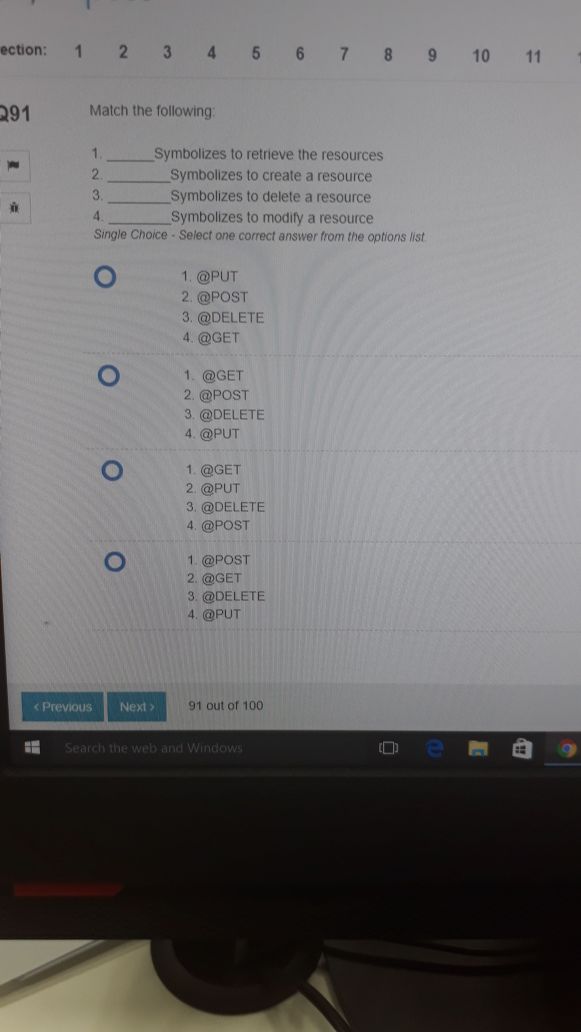 ection: 1 2 3 4 5 6 7 8 9 10 11
Q91
Match the following:
1. ______Symbolizes to retrieve the resources
2. ________Symbolizes to create a resource
3. ________Symbolizes to delete a resource
4. ________Symbolizes to modify a resource
Single Choice - Select one correct answer from the options list.
1. @PUT
2. @POST
3. @DELETE
4. @GET
1. @GET
2. @POST
3. @DELETE
4. @PUT
1. @GET
2. @PUT
3. @DELETE
4. @POST
1. @POST
2. @GET
3. @DELETE
4. @PUT
< Previous
Next >
91 out of 100
Search the web and Windows